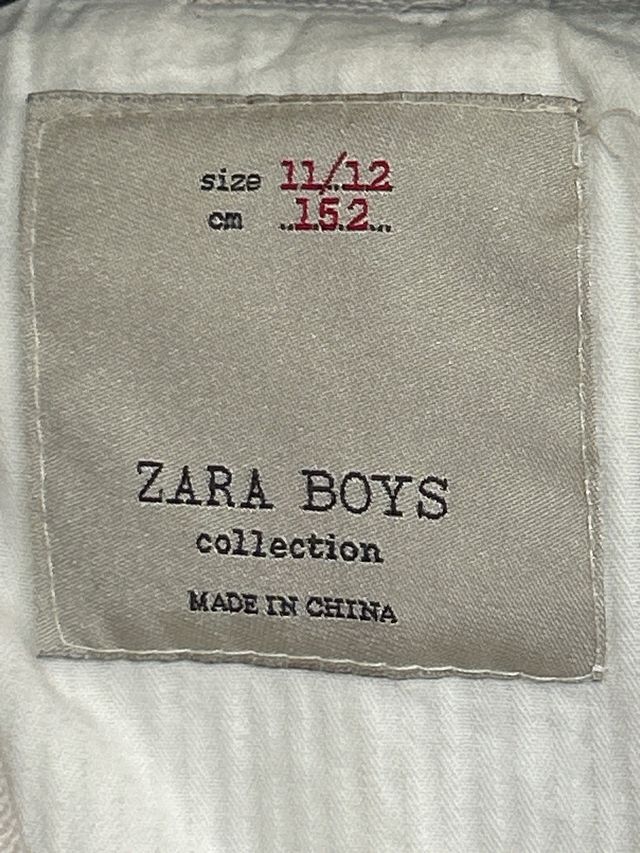 size 11/12
cm 152
ZARA BOYS
collection
MADE IN CHINA